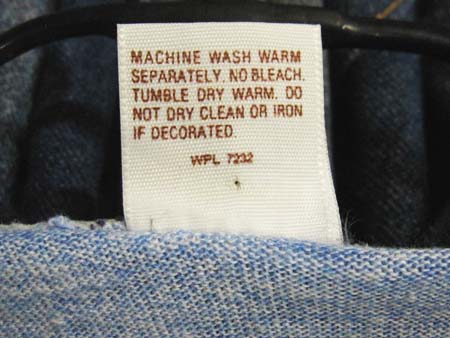 MACHINE WASH WARM
SEPARATELY. NO BLEACH.
TUMBLE DRY WARM. DO
NOT DRY CLEAN OR IRON
IF DECORATED.
WPL 7232